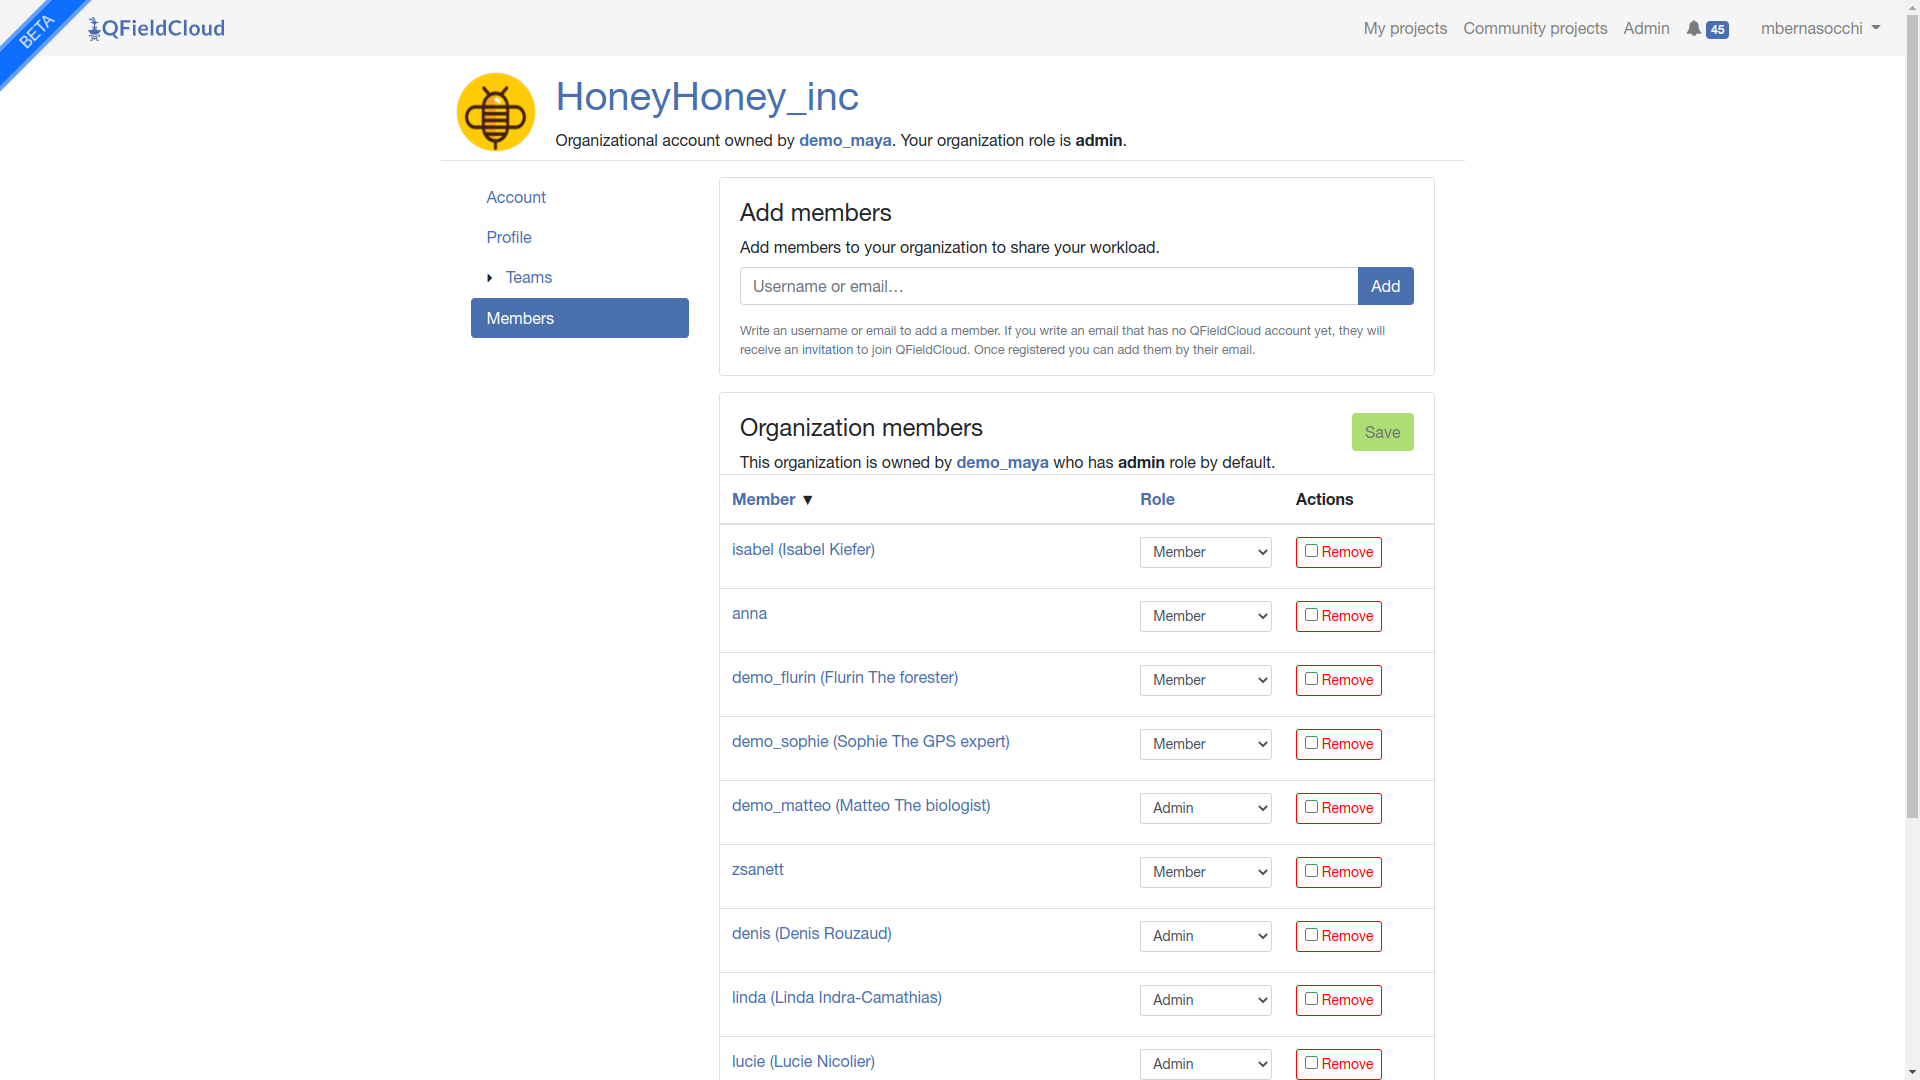 BETA
QFieldCloud
My projects Community projects Admin 45 mbernasocchi
HoneyHoney_inc
Organizational account owned by demo_maya. Your organization role is admin.
Account
Profile
Teams
Members
Add members
Add members to your organization to share your workload.
Username or email…
Add
Write an username or email to add a member. If you write an email that has no QFieldCloud account yet, they will
receive an invitation to join QFieldCloud. Once registered you can add them by their email.
Organization members
Save
This organization is owned by demo_maya who has admin role by default.
Member ▼ Role Actions
isabel (Isabel Kiefer) Member Remove
anna Member Remove
demo_flurin (Flurin The forester) Member Remove
demo_sophie (Sophie The GPS expert) Member Remove
demo_matteo (Matteo The biologist) Admin Remove
zsanett Member Remove
denis (Denis Rouzaud) Admin Remove
linda (Linda Indra-Camathias) Admin Remove
lucie (Lucie Nicolier) Admin Remove